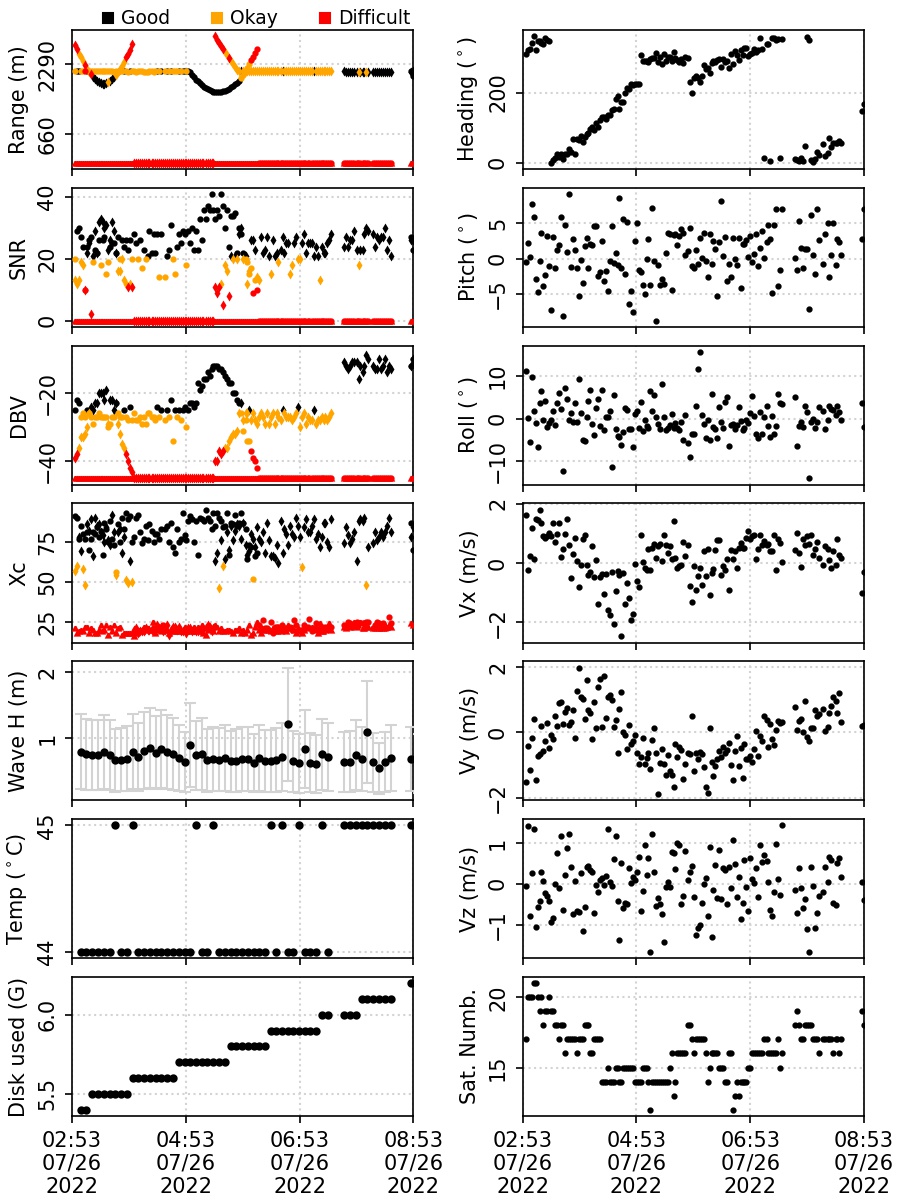 Good Okay Difficult
Range (m)
2290
660
Heading (°)
200
0
SNR
40
20
0
Pitch (°)
5
0
−5
DBV
−20
−40
Roll (°)
10
0
−10
Xc
75
50
25
Vx (m/s)
2
0
−2
Wave H (m)
2
1
Vy (m/s)
2
0
−2
Temp (°C)
45
44
Vz (m/s)
1
0
−1
Disk used (G)
6.0
5.5
Sat. Numb.
20
15
02:53 04:53 06:53 08:53
07/26 07/26 07/26 07/26
2022 2022 2022 2022
02:53 04:53 06:53 08:53
07/26 07/26 07/26 07/26
2022 2022 2022 2022